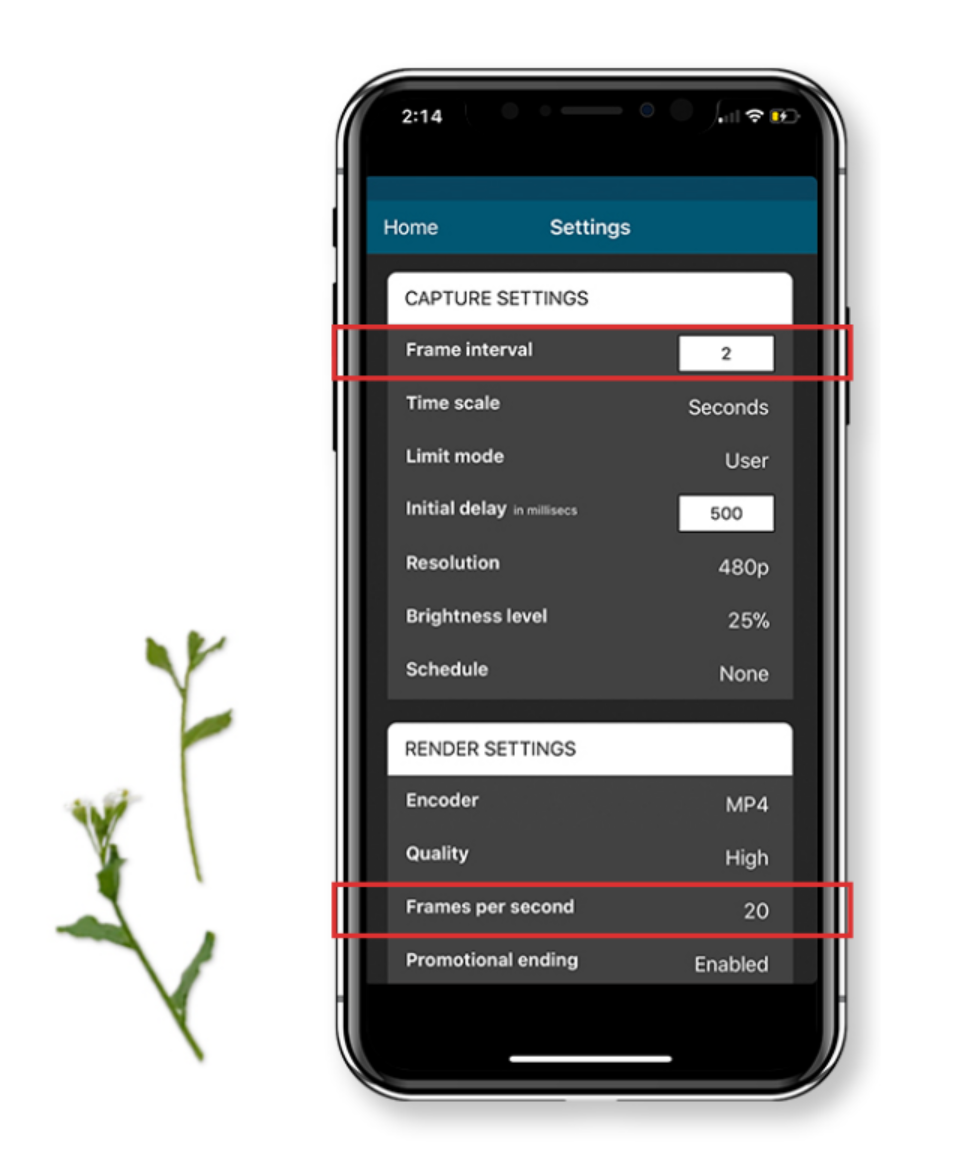 2:14
Home Settings
CAPTURE SETTINGS
Frame interval 2
Time scale Seconds
Limit mode User
Initial delay in millisecs 500
Resolution 480p
Brightness level 25%
Schedule None
RENDER SETTINGS
Encoder MP4
Quality High
Frames per second 20
Promotional ending Enabled